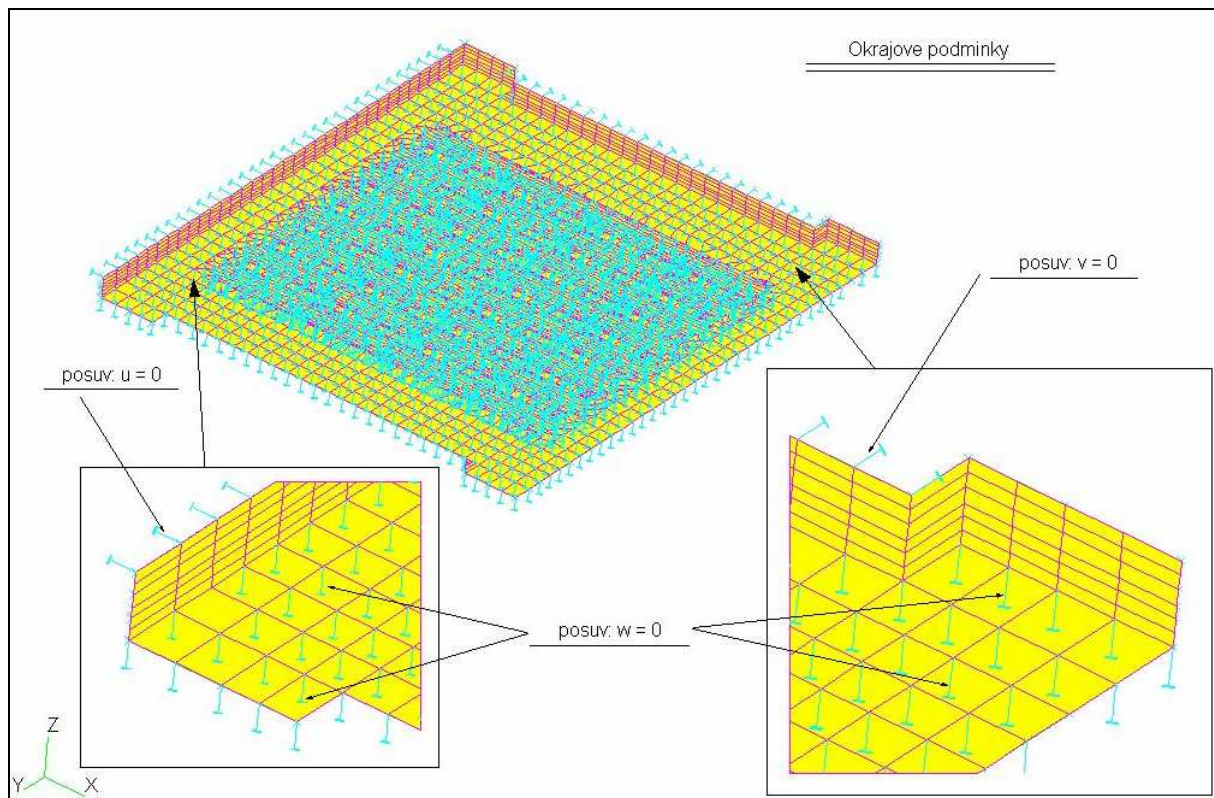 Okrajove podminky
posuv: v = 0
posuv: u = 0
posuv: w = 0
Z
Y
X